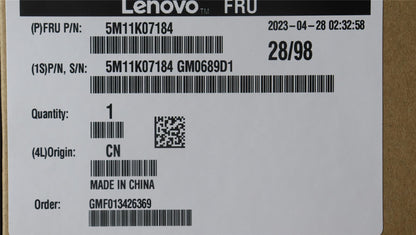 Lenovo™ FRU
(P)FRU P/N: 5M11K07184 2023-04-28 02:32:58
28/98
(1S)P/N, S/N: 5M11K07184 GM0689D1
Quantity: 1
(4L)Origin: CN
MADE IN CHINA
Order: GMF013426369